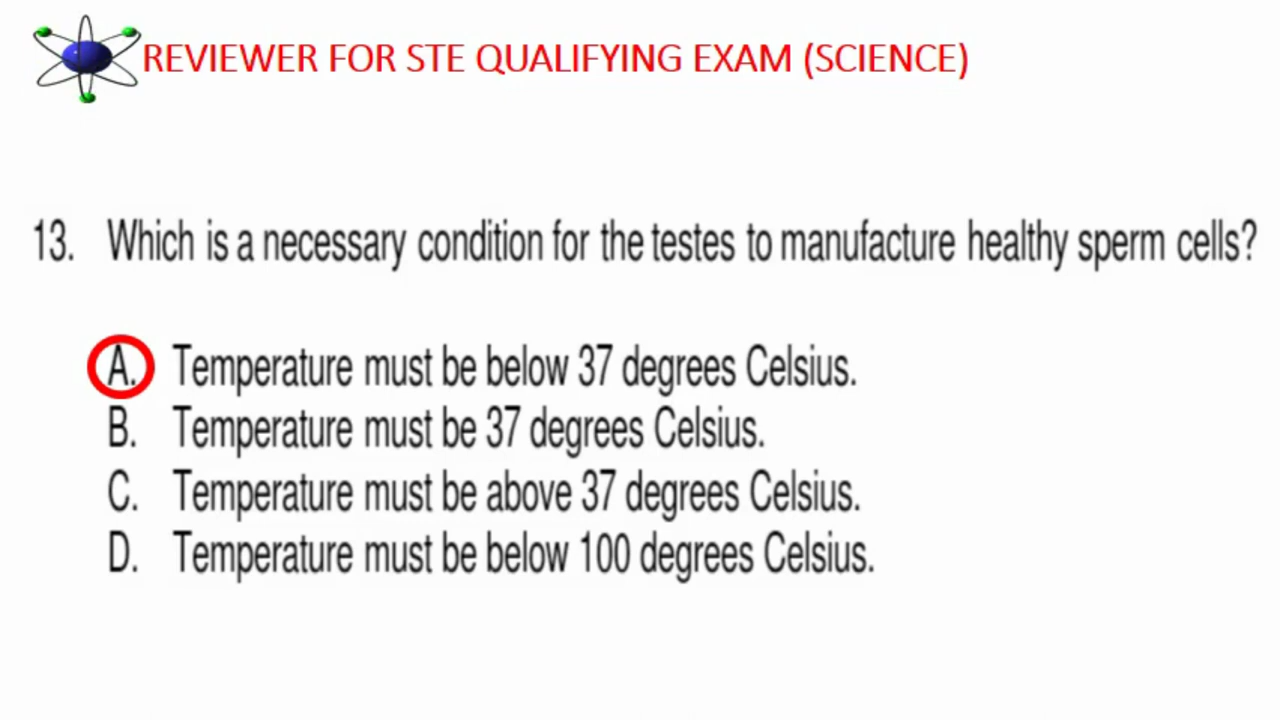 REVIEWER FOR STE QUALIFYING EXAM (SCIENCE)
13. Which is a necessary condition for the testes to manufacture healthy sperm cells?
A. Temperature must be below 37 degrees Celsius.
B. Temperature must be 37 degrees Celsius.
C. Temperature must be above 37 degrees Celsius.
D. Temperature must be below 100 degrees Celsius.